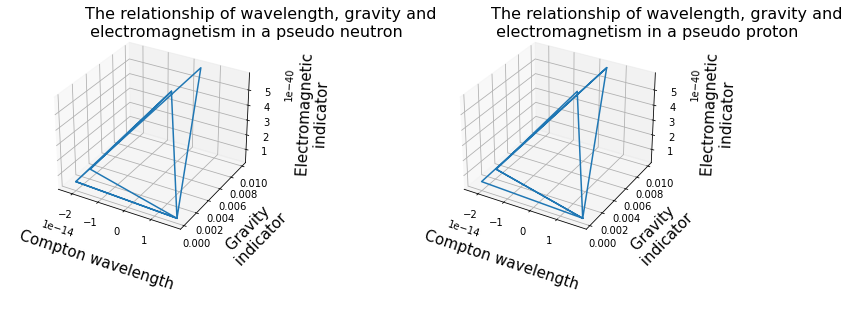 The relationship of wavelength, gravity and
electromagnetism in a pseudo neutron
1e−40
Electromagnetic
indicator
5
4
3
2
1
0.010
0.008
0.006
0.004
0.002
0.000
Gravity
indicator
−2
−1
0
1
1e−14
Compton wavelength
The relationship of wavelength, gravity and
electromagnetism in a pseudo proton
1e−40
Electromagnetic
indicator
5
4
3
2
1
0.010
0.008
0.006
0.004
0.002
0.000
Gravity
indicator
−2
−1
0
1
1e−14
Compton wavelength